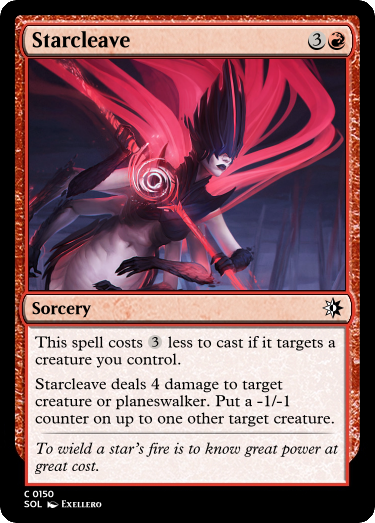 Starcleave 3
Sorcery
This spell costs 3 less to cast if it targets a
creature you control.
Starcleave deals 4 damage to target
creature or planeswalker. Put a -1/-1
counter on up to one other target creature.
To wield a star's fire is to know great power at
great cost.
C 0150
SOL Exellero